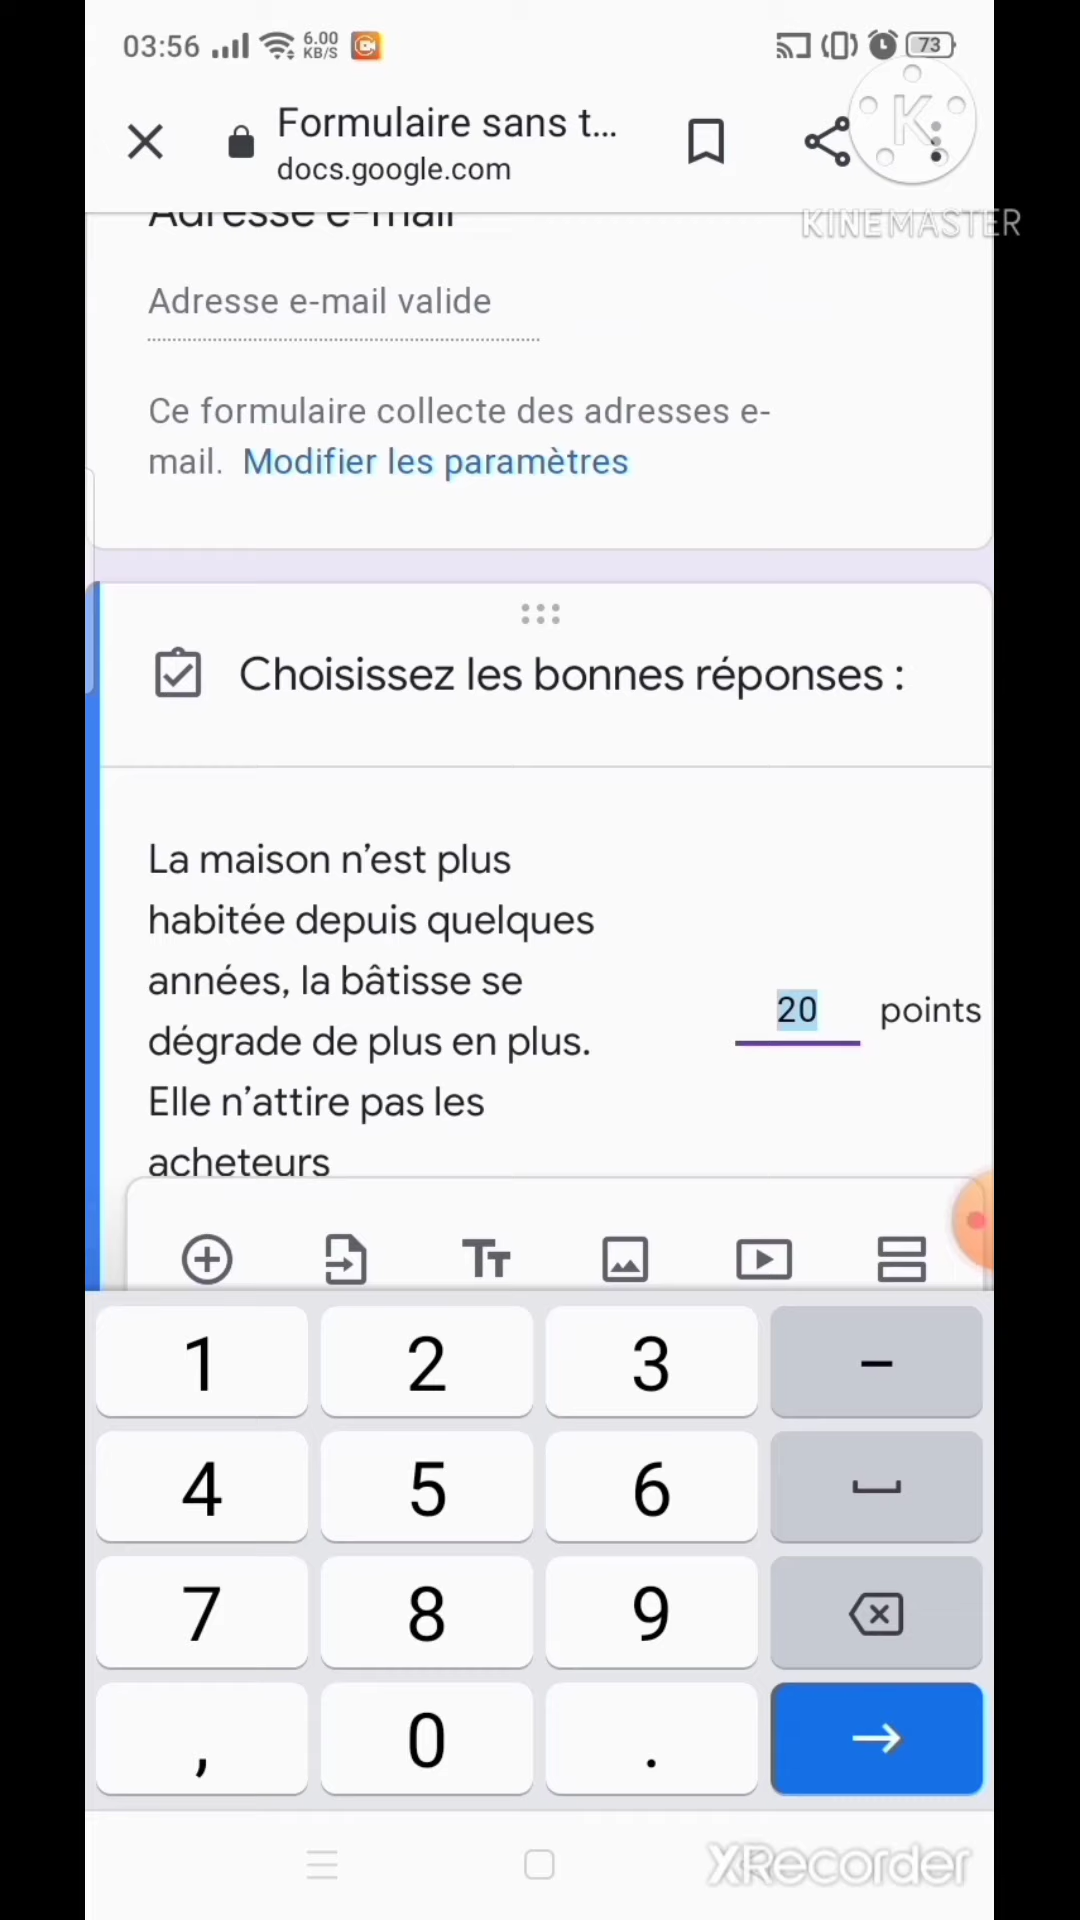 03:56
6.00
KB/S
73
Formulaire sans t...
docs.google.com
K
KINEMASTER
Adresse e-mail
Adresse e-mail valide
Ce formulaire collecte des adresses e-
mail. Modifier les paramètres
Choisissez les bonnes réponses :
La maison n’est plus
habitée depuis quelques
années, la bâtisse se
dégrade de plus en plus.
Elle n’attire pas les
acheteurs
20 points
TT
1 2 3 –
4 5 6
7 8 9
, 0 .
XRecorder